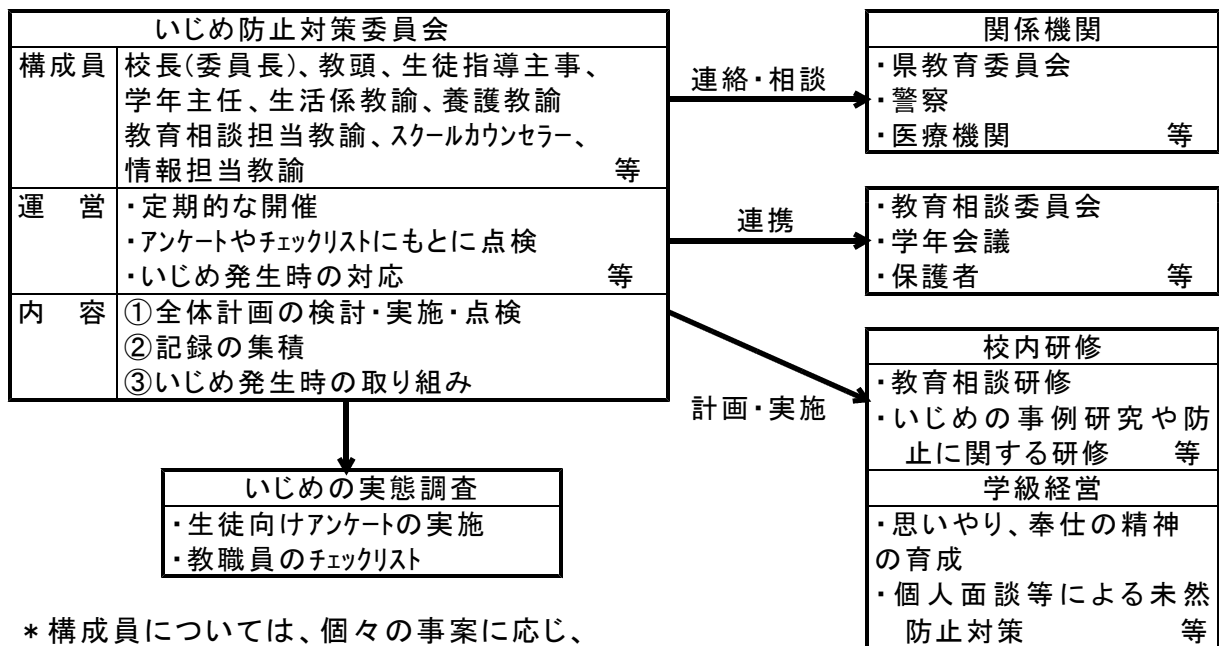 いじめ防止対策委員会
構成員 校長(委員長)、教頭、生徒指導主事、
学年主任、生活係教諭、養護教諭
教育相談担当教諭、スクールカウンセラー、
情報担当教諭 等
運 営 ・定期的な開催
・アンケートやチェックリストにもとに点検
・いじめ発生時の対応 等
内 容 ①全体計画の検討・実施・点検
②記録の集積
③いじめ発生時の取り組み
連絡・相談
関係機関
・県教育委員会
・警察
・医療機関 等
連携
・教育相談委員会
・学年会議
・保護者 等
計画・実施
校内研修
・教育相談研修
・いじめの事例研究や防
止に関する研修 等
学級経営
・思いやり、奉仕の精神
の育成
・個人面談等による未然
防止対策 等
いじめの実態調査
・生徒向けアンケートの実施
・教職員のチェックリスト
*構成員については、個々の事案に応じ、